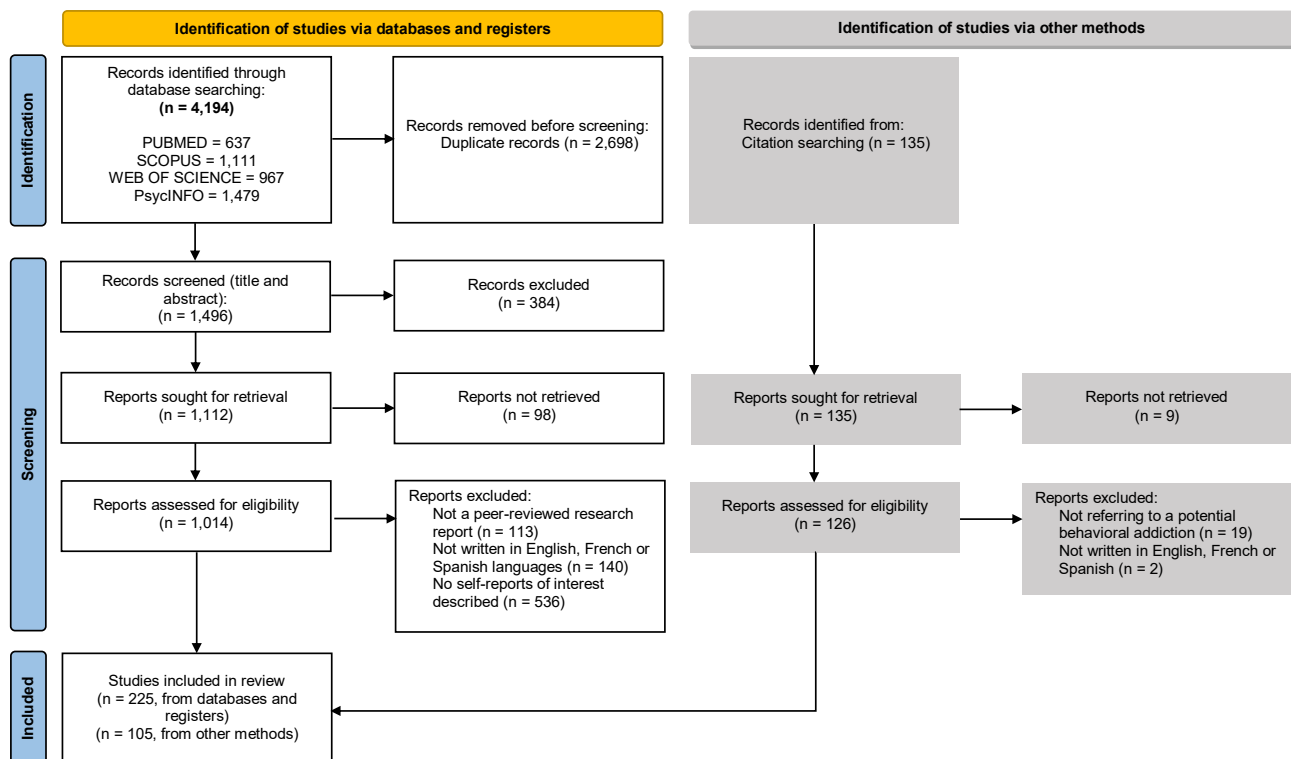 Identification of studies via databases and registers
Identification of studies via other methods
Identification
Records identified through
database searching:
(n = 4,194)
PUBMED = 637
SCOPUS = 1,111
WEB OF SCIENCE = 967
PsycINFO = 1,479
Records removed before screening:
Duplicate records (n = 2,698)
Records identified from:
Citation searching (n = 135)
Screening
Records screened (title and
abstract):
(n = 1,496)
Records excluded
(n = 384)
Reports sought for retrieval
(n = 1,112)
Reports not retrieved
(n = 98)
Reports sought for retrieval
(n = 135)
Reports not retrieved
(n = 9)
Reports assessed for eligibility
(n = 1,014)
Reports excluded:
Not a peer-reviewed research
report (n = 113)
Not written in English, French or
Spanish languages (n = 140)
No self-reports of interest
described (n = 536)
Reports assessed for eligibility
(n = 126)
Reports excluded:
Not referring to a potential
behavioral addiction (n = 19)
Not written in English, French or
Spanish (n = 2)
Included
Studies included in review
(n = 225, from databases and
registers)
(n = 105, from other methods)